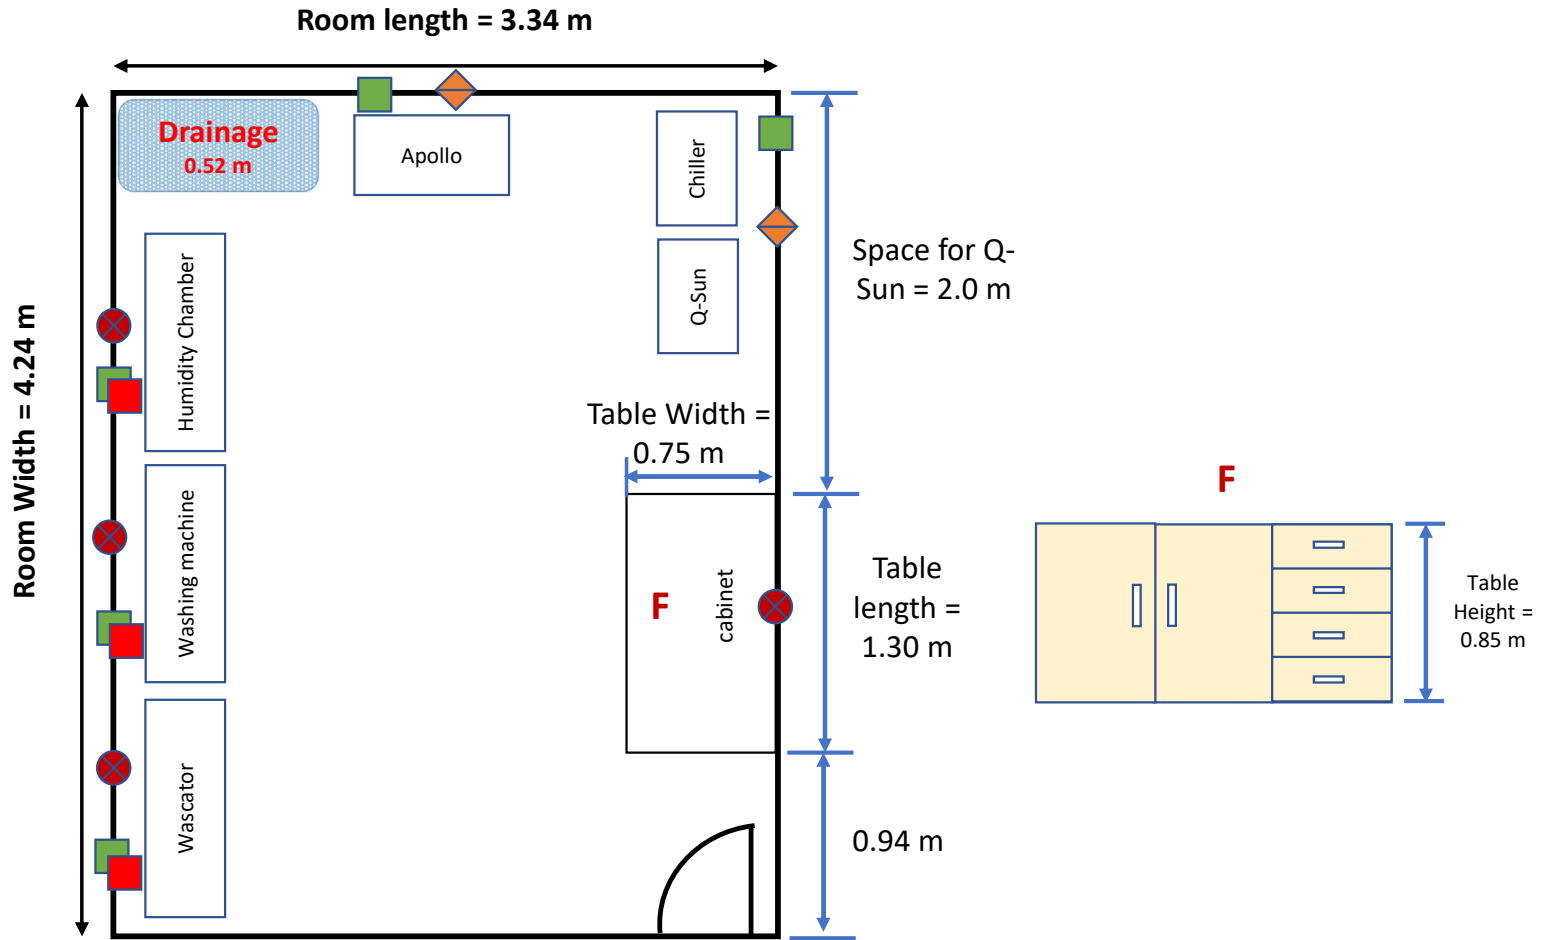 Room length = 3.34 m
Room Width = 4.24 m
Drainage
0.52 m
Apollo
Chiller
Q-Sun
Space for Q-
Sun = 2.0 m
Humidity Chamber
Washing machine
Wascator
Table Width =
0.75 m
F
cabinet
Table
length =
1.30 m
0.94 m
F
Table
Height =
0.85 m